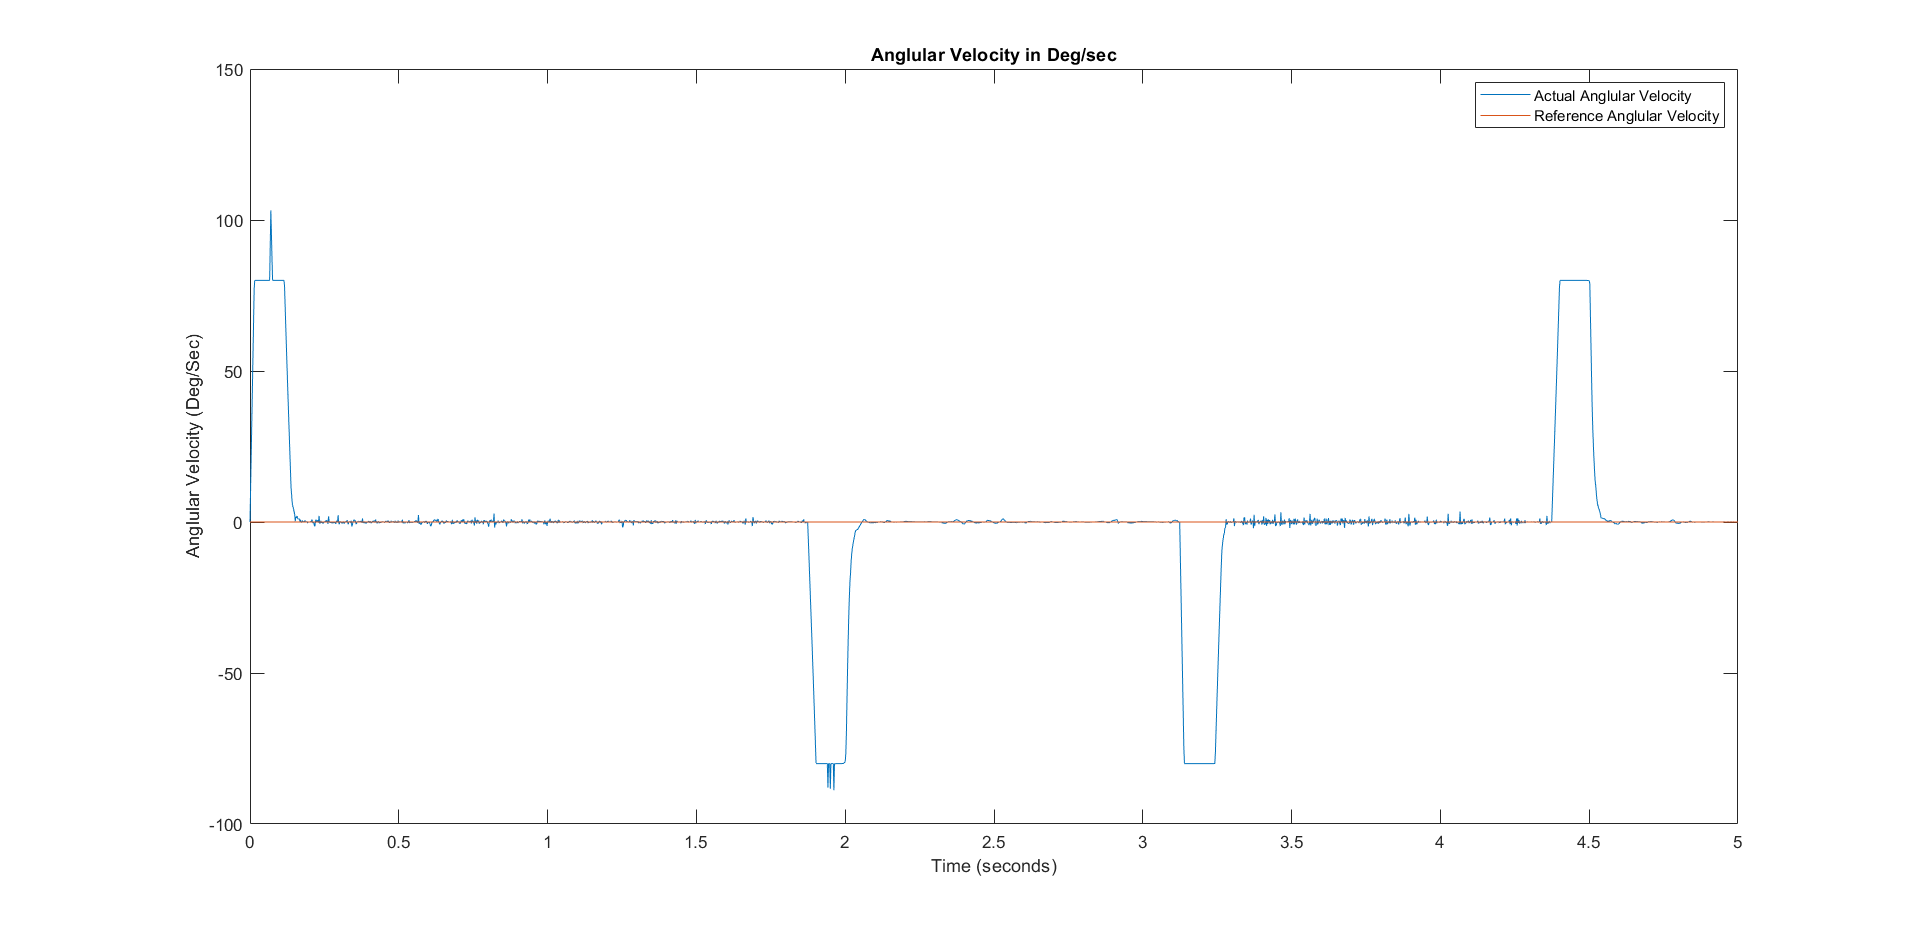 Anglular Velocity in Deg/sec
150
100
50
0
-50
-100
Anglular Velocity (Deg/Sec)
Actual Anglular Velocity
Reference Anglular Velocity
0 0.5 1 1.5 2 2.5 3 3.5 4 4.5 5
Time (seconds)